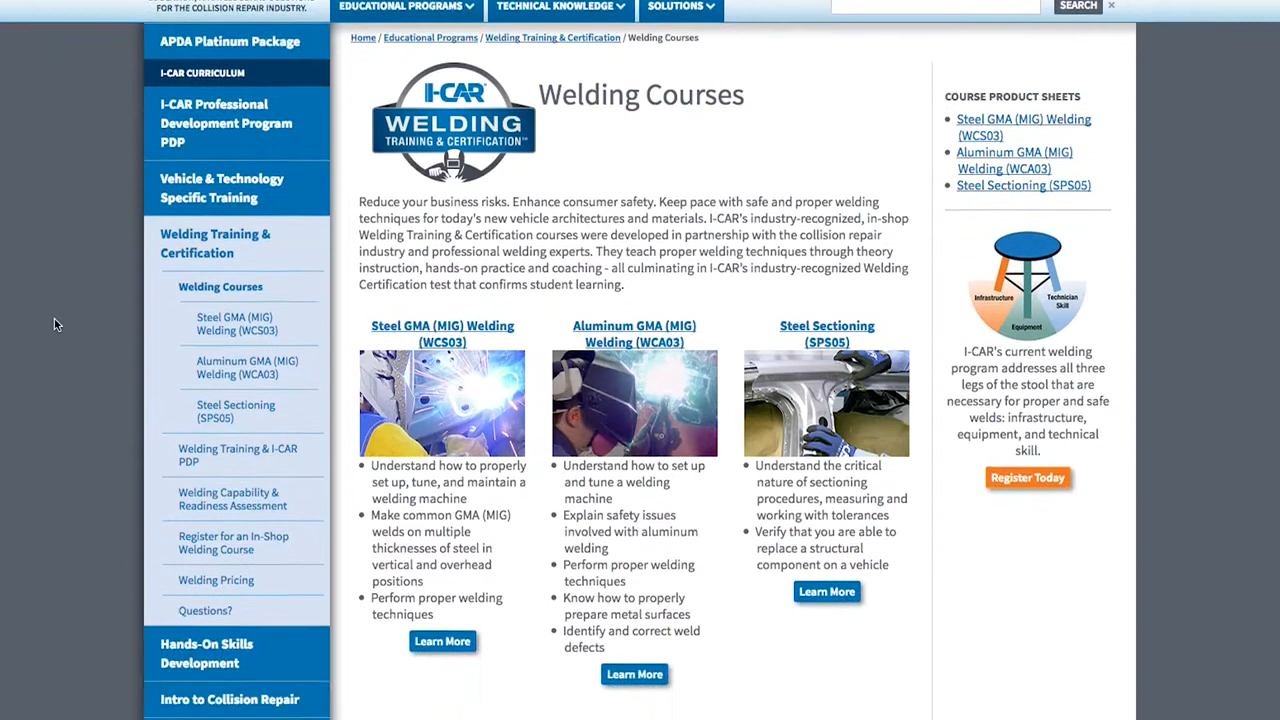 FOR THE COLLISION REPAIR INDUSTRY.
EDUCATIONAL PROGRAMS
TECHNICAL KNOWLEDGE
SOLUTIONS
SEARCH
×
APDA Platinum Package
I-CAR CURRICULUM
I-CAR Professional
Development Program
PDP
Vehicle & Technology
Specific Training
Welding Training &
Certification
Welding Courses
Steel GMA (MIG)
Welding (WCS03)
Aluminum GMA (MIG)
Welding (WCA03)
Steel Sectioning
(SPS05)
Welding Training & I-CAR
PDP
Welding Capability &
Readiness Assessment
Register for an In-Shop
Welding Course
Welding Pricing
Questions?
Hands-On Skills
Development
Intro to Collision Repair
Home / Educational Programs / Welding Training & Certification / Welding Courses
I-CAR
WELDING
TRAINING & CERTIFICATION™
Welding Courses
Reduce your business risks. Enhance consumer safety. Keep pace with safe and proper welding
techniques for today's new vehicle architectures and materials. I-CAR's industry-recognized, in-shop
Welding Training & Certification courses were developed in partnership with the collision repair
industry and professional welding experts. They teach proper welding techniques through theory
instruction, hands-on practice and coaching - all culminating in I-CAR's industry-recognized Welding
Certification test that confirms student learning.
Steel GMA (MIG) Welding
(WCS03)
• Understand how to properly
set up, tune, and maintain a
welding machine
• Make common GMA (MIG)
welds on multiple
thicknesses of steel in
vertical and overhead
positions
• Perform proper welding
techniques
Learn More
Aluminum GMA (MIG)
Welding (WCA03)
• Understand how to set up
and tune a welding
machine
• Explain safety issues
involved with aluminum
welding
• Perform proper welding
techniques
• Know how to properly
prepare metal surfaces
• Identify and correct weld
defects
Learn More
Steel Sectioning
(SPS05)
• Understand the critical
nature of sectioning
procedures, measuring and
working with tolerances
• Verify that you are able to
replace a structural
component on a vehicle
Learn More
COURSE PRODUCT SHEETS
• Steel GMA (MIG) Welding
(WCS03)
• Aluminum GMA (MIG)
Welding (WCA03)
• Steel Sectioning (SPS05)
Infrastructure
Technician
Skill
Equipment
I-CAR's current welding
program addresses all three
legs of the stool that are
necessary for proper and safe
welds: infrastructure,
equipment, and technical
skill.
Register Today